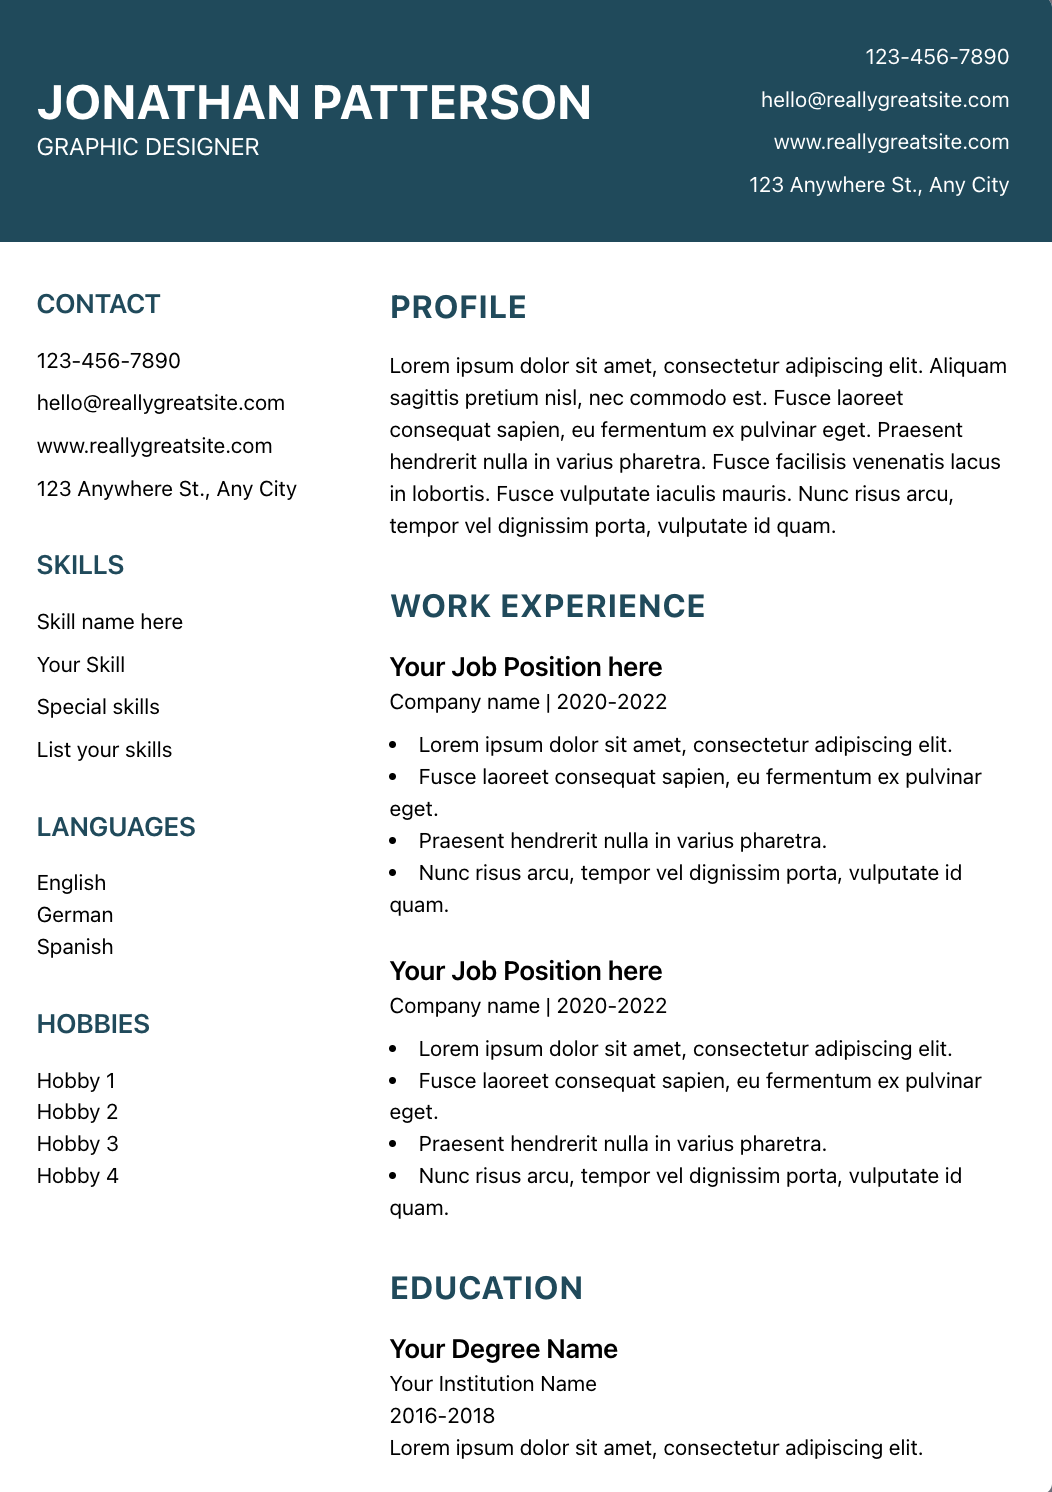 JONATHAN PATTERSON
GRAPHIC DESIGNER
123-456-7890
hello@reallygreatsite.com
www.reallygreatsite.com
123 Anywhere St., Any City
CONTACT
123-456-7890
hello@reallygreatsite.com
www.reallygreatsite.com
123 Anywhere St., Any City
SKILLS
Skill name here
Your Skill
Special skills
List your skills
LANGUAGES
English
German
Spanish
HOBBIES
Hobby 1
Hobby 2
Hobby 3
Hobby 4
PROFILE
Lorem ipsum dolor sit amet, consectetur adipiscing elit. Aliquam
sagittis pretium nisl, nec commodo est. Fusce laoreet
consequat sapien, eu fermentum ex pulvinar eget. Praesent
hendrerit nulla in varius pharetra. Fusce facilisis venenatis lacus
in lobortis. Fusce vulputate iaculis mauris. Nunc risus arcu,
tempor vel dignissim porta, vulputate id quam.
WORK EXPERIENCE
Your Job Position here
Company name | 2020-2022
• Lorem ipsum dolor sit amet, consectetur adipiscing elit.
• Fusce laoreet consequat sapien, eu fermentum ex pulvinar
eget.
• Praesent hendrerit nulla in varius pharetra.
• Nunc risus arcu, tempor vel dignissim porta, vulputate id
quam.
Your Job Position here
Company name | 2020-2022
• Lorem ipsum dolor sit amet, consectetur adipiscing elit.
• Fusce laoreet consequat sapien, eu fermentum ex pulvinar
eget.
• Praesent hendrerit nulla in varius pharetra.
• Nunc risus arcu, tempor vel dignissim porta, vulputate id
quam.
EDUCATION
Your Degree Name
Your Institution Name
2016-2018
Lorem ipsum dolor sit amet, consectetur adipiscing elit.